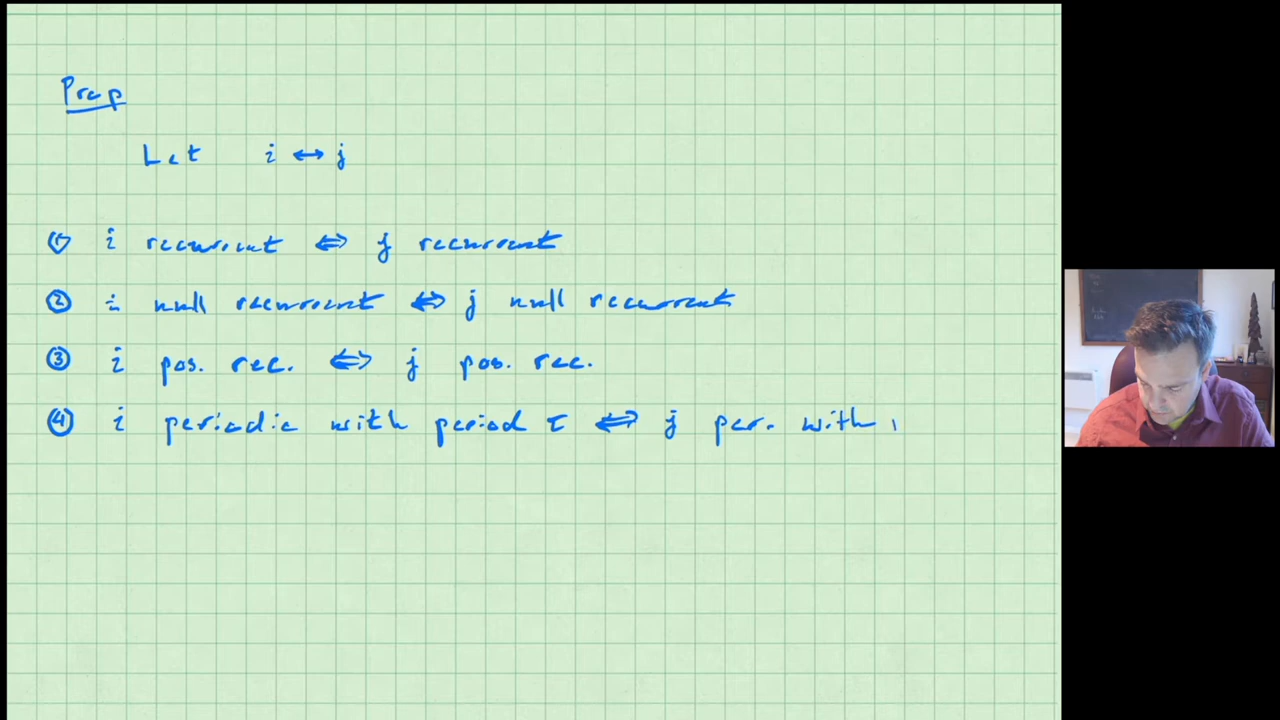 Prop
Let i ↔ j
① i recurrent ⇔ j recurrent
② i null recurrent ⇔ j null recurrent
③ i pos. rec. ⇔ j pos. rec.
④ i periodic with period τ ⇔ j per. with